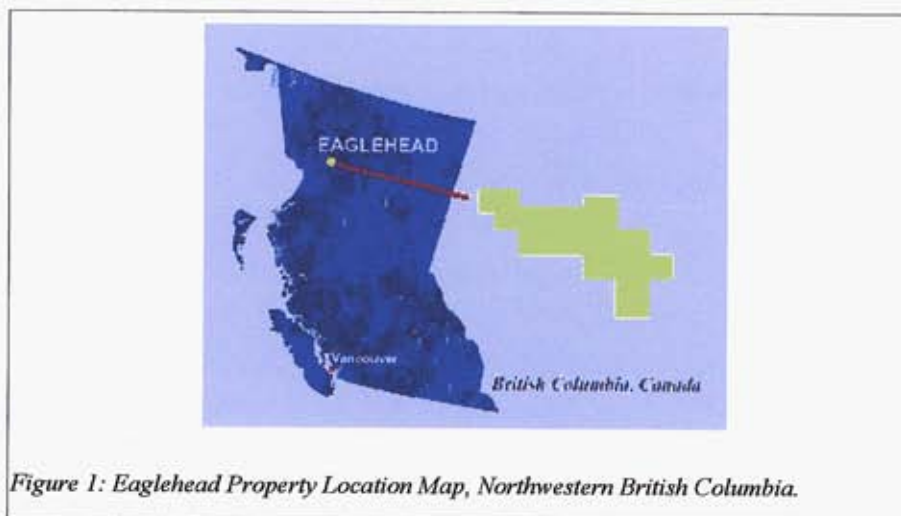 EAGLEHEAD
Vancouver
British Columbia, Canada
Figure 1: Eaglehead Property Location Map, Northwestern British Columbia.